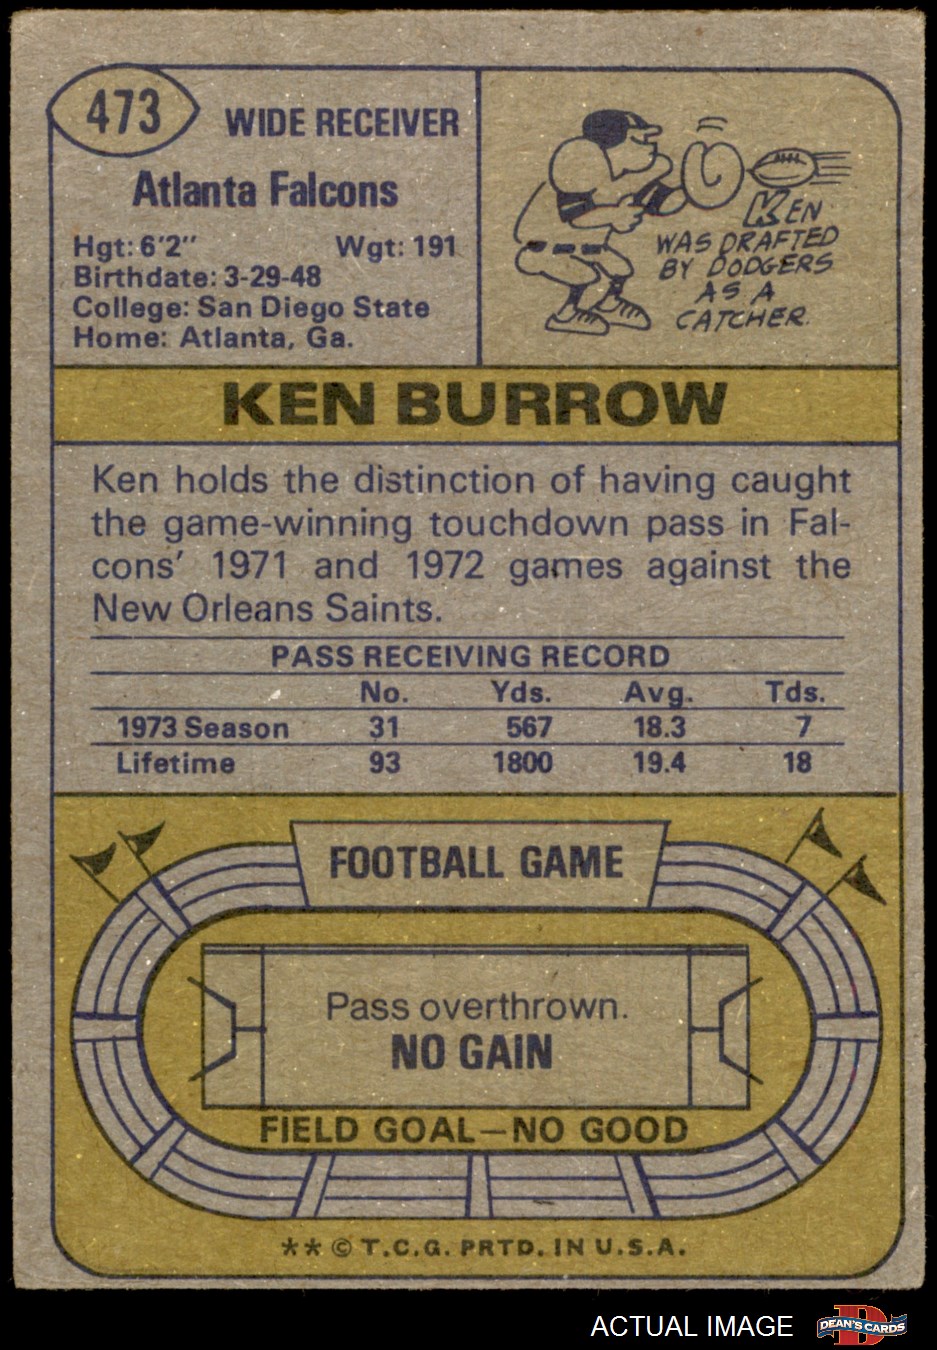 473
WIDE RECEIVER
Atlanta Falcons
Hgt: 6'2" Wgt: 191
Birthdate: 3-29-48
College: San Diego State
Home: Atlanta, Ga.
KEN
WAS DRAFTED
BY DODGERS
AS A
CATCHER.
KEN BURROW
Ken holds the distinction of having caught
the game-winning touchdown pass in Fal-
cons' 1971 and 1972 games against the
New Orleans Saints.
PASS RECEIVING RECORD
No. Yds. Avg. Tds.
1973 Season 31 567 18.3 7
Lifetime 93 1800 19.4 18
FOOTBALL GAME
Pass overthrown.
NO GAIN
FIELD GOAL—NO GOOD
** © T.C.G. PRTD. IN U.S.A.
ACTUAL IMAGE
DEAN'S CARDS